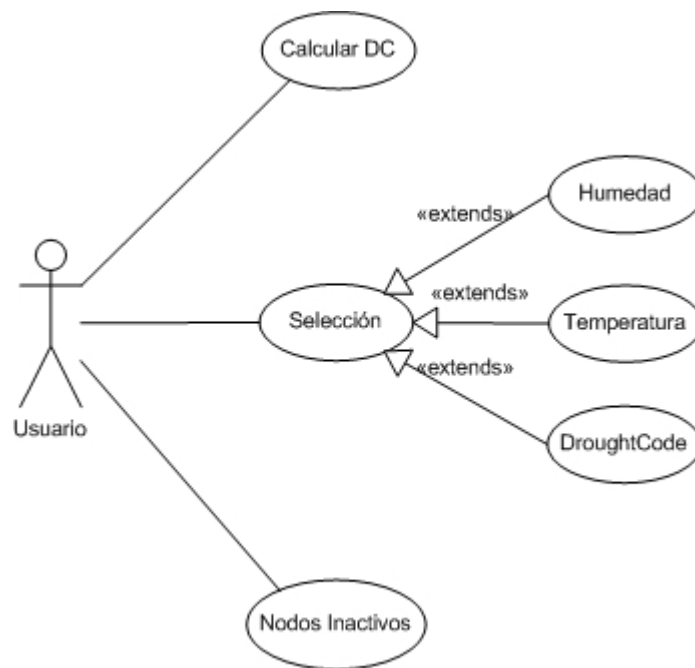 Calcular DC
Humedad
«extends»
«extends»
Selección
Temperatura
«extends»
Usuario
DroughtCode
Nodos Inactivos